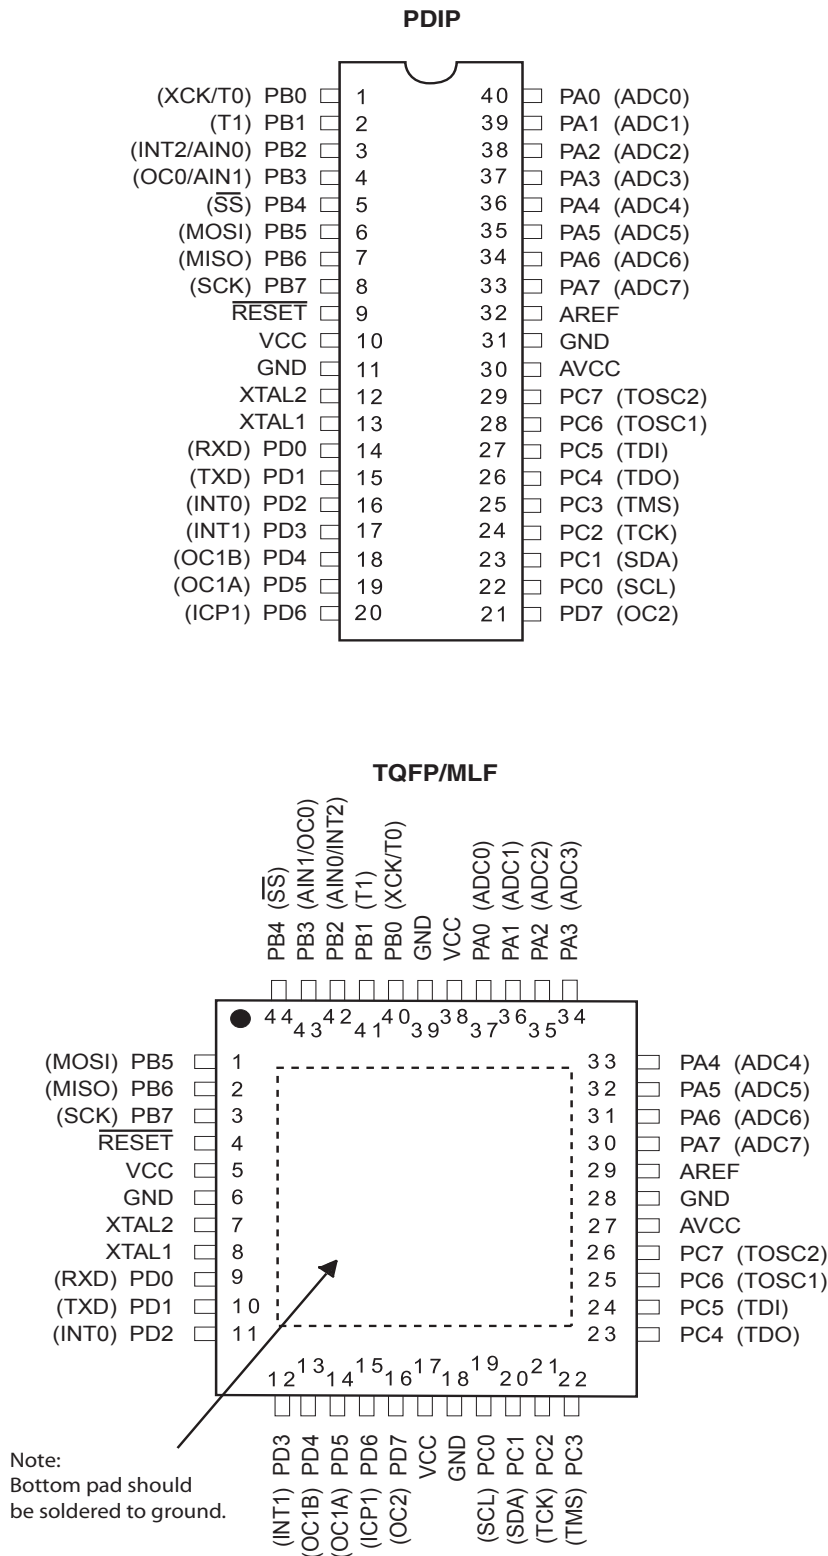 PDIP
(XCK/T0) PB0 1 40 PA0 (ADC0)
(T1) PB1 2 39 PA1 (ADC1)
(INT2/AIN0) PB2 3 38 PA2 (ADC2)
(OC0/AIN1) PB3 4 37 PA3 (ADC3)
(S̅S̅) PB4 5 36 PA4 (ADC4)
(MOSI) PB5 6 35 PA5 (ADC5)
(MISO) PB6 7 34 PA6 (ADC6)
(SCK) PB7 8 33 PA7 (ADC7)
R̅E̅S̅E̅T̅ 9 32 AREF
VCC 10 31 GND
GND 11 30 AVCC
XTAL2 12 29 PC7 (TOSC2)
XTAL1 13 28 PC6 (TOSC1)
(RXD) PD0 14 27 PC5 (TDI)
(TXD) PD1 15 26 PC4 (TDO)
(INT0) PD2 16 25 PC3 (TMS)
(INT1) PD3 17 24 PC2 (TCK)
(OC1B) PD4 18 23 PC1 (SDA)
(OC1A) PD5 19 22 PC0 (SCL)
(ICP1) PD6 20 21 PD7 (OC2)
TQFP/MLF
PB4 (S̅S̅)
PB3 (AIN1/OC0)
PB2 (AIN0/INT2)
PB1 (T1)
PB0 (XCK/T0)
GND
VCC
PA0 (ADC0)
PA1 (ADC1)
PA2 (ADC2)
PA3 (ADC3)
44 43 42 41 40 39 38 37 36 35 34
(MOSI) PB5 1 33 PA4 (ADC4)
(MISO) PB6 2 32 PA5 (ADC5)
(SCK) PB7 3 31 PA6 (ADC6)
R̅E̅S̅E̅T̅ 4 30 PA7 (ADC7)
VCC 5 29 AREF
GND 6 28 GND
XTAL2 7 27 AVCC
XTAL1 8 26 PC7 (TOSC2)
(RXD) PD0 9 25 PC6 (TOSC1)
(TXD) PD1 10 24 PC5 (TDI)
(INT0) PD2 11 23 PC4 (TDO)
12 13 14 15 16 17 18 19 20 21 22
(INT1) PD3
(OC1B) PD4
(OC1A) PD5
(ICP1) PD6
(OC2) PD7
VCC
GND
(SCL) PC0
(SDA) PC1
(TCK) PC2
(TMS) PC3
Note:
Bottom pad should
be soldered to ground.